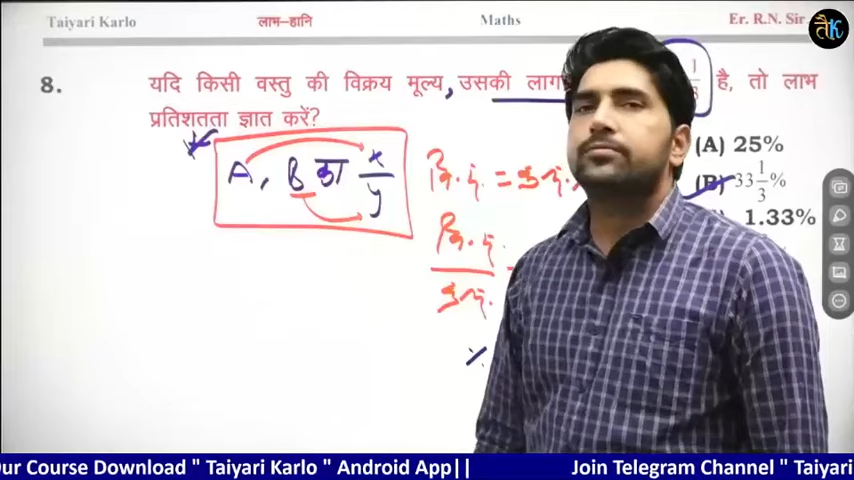 Taiyari Karlo लाभ–हानि Maths Er. R.N. Sir
तैK
8. यदि किसी वस्तु की विक्रय मूल्य, उसकी है, तो लाभ
प्रतिशतता ज्ञात करें?
(A) 25%
(B) 33 1/3 %
1.33%
A, B का x/y
वि.मू. =
वि.मू.
%
our Course Download " Taiyari Karlo " Android App|| Join Telegram Channel " Taiyari